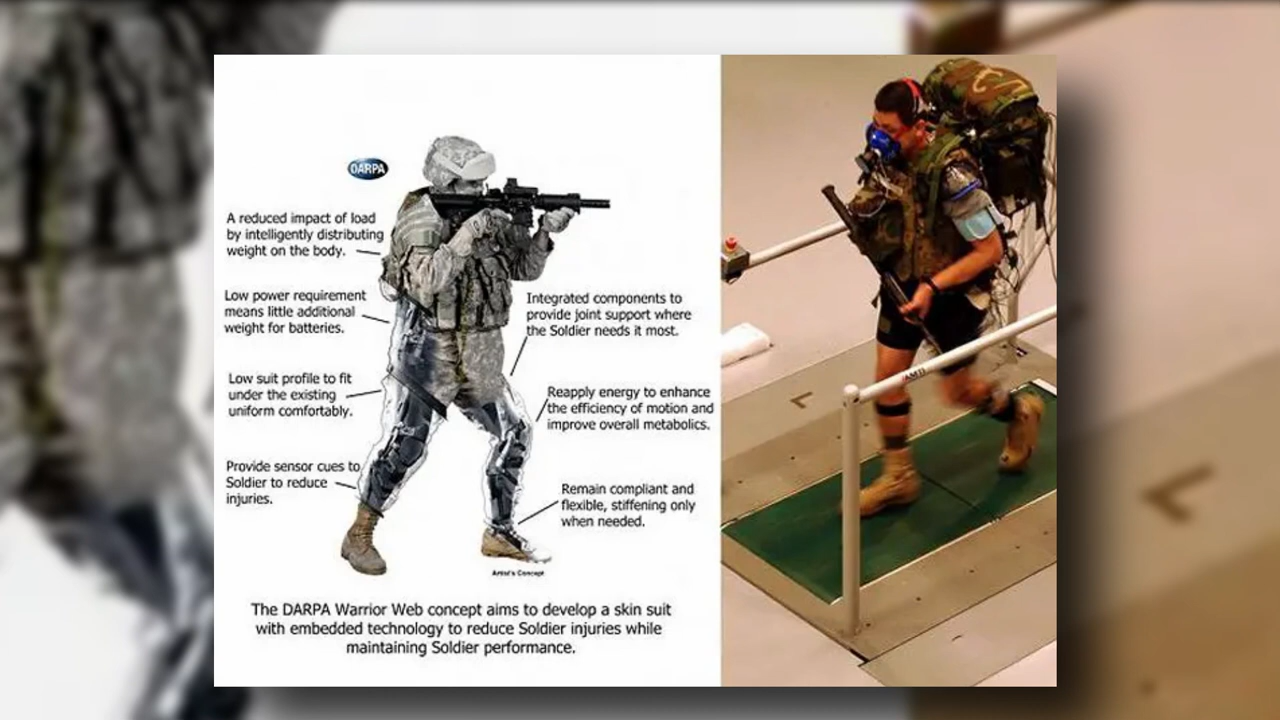 DARPA
A reduced impact of load
by intelligently distributing
weight on the body.
Low power requirement
means little additional
weight for batteries.
Low suit profile to fit
under the existing
uniform comfortably.
Provide sensor cues to
Soldier to reduce
injuries.
Integrated components to
provide joint support where
the Soldier needs it most.
Reapply energy to enhance
the efficiency of motion and
improve overall metabolics.
Remain compliant and
flexible, stiffening only
when needed.
Artist's Concept
The DARPA Warrior Web concept aims to develop a skin suit
with embedded technology to reduce Soldier injuries while
maintaining Soldier performance.
AMTI